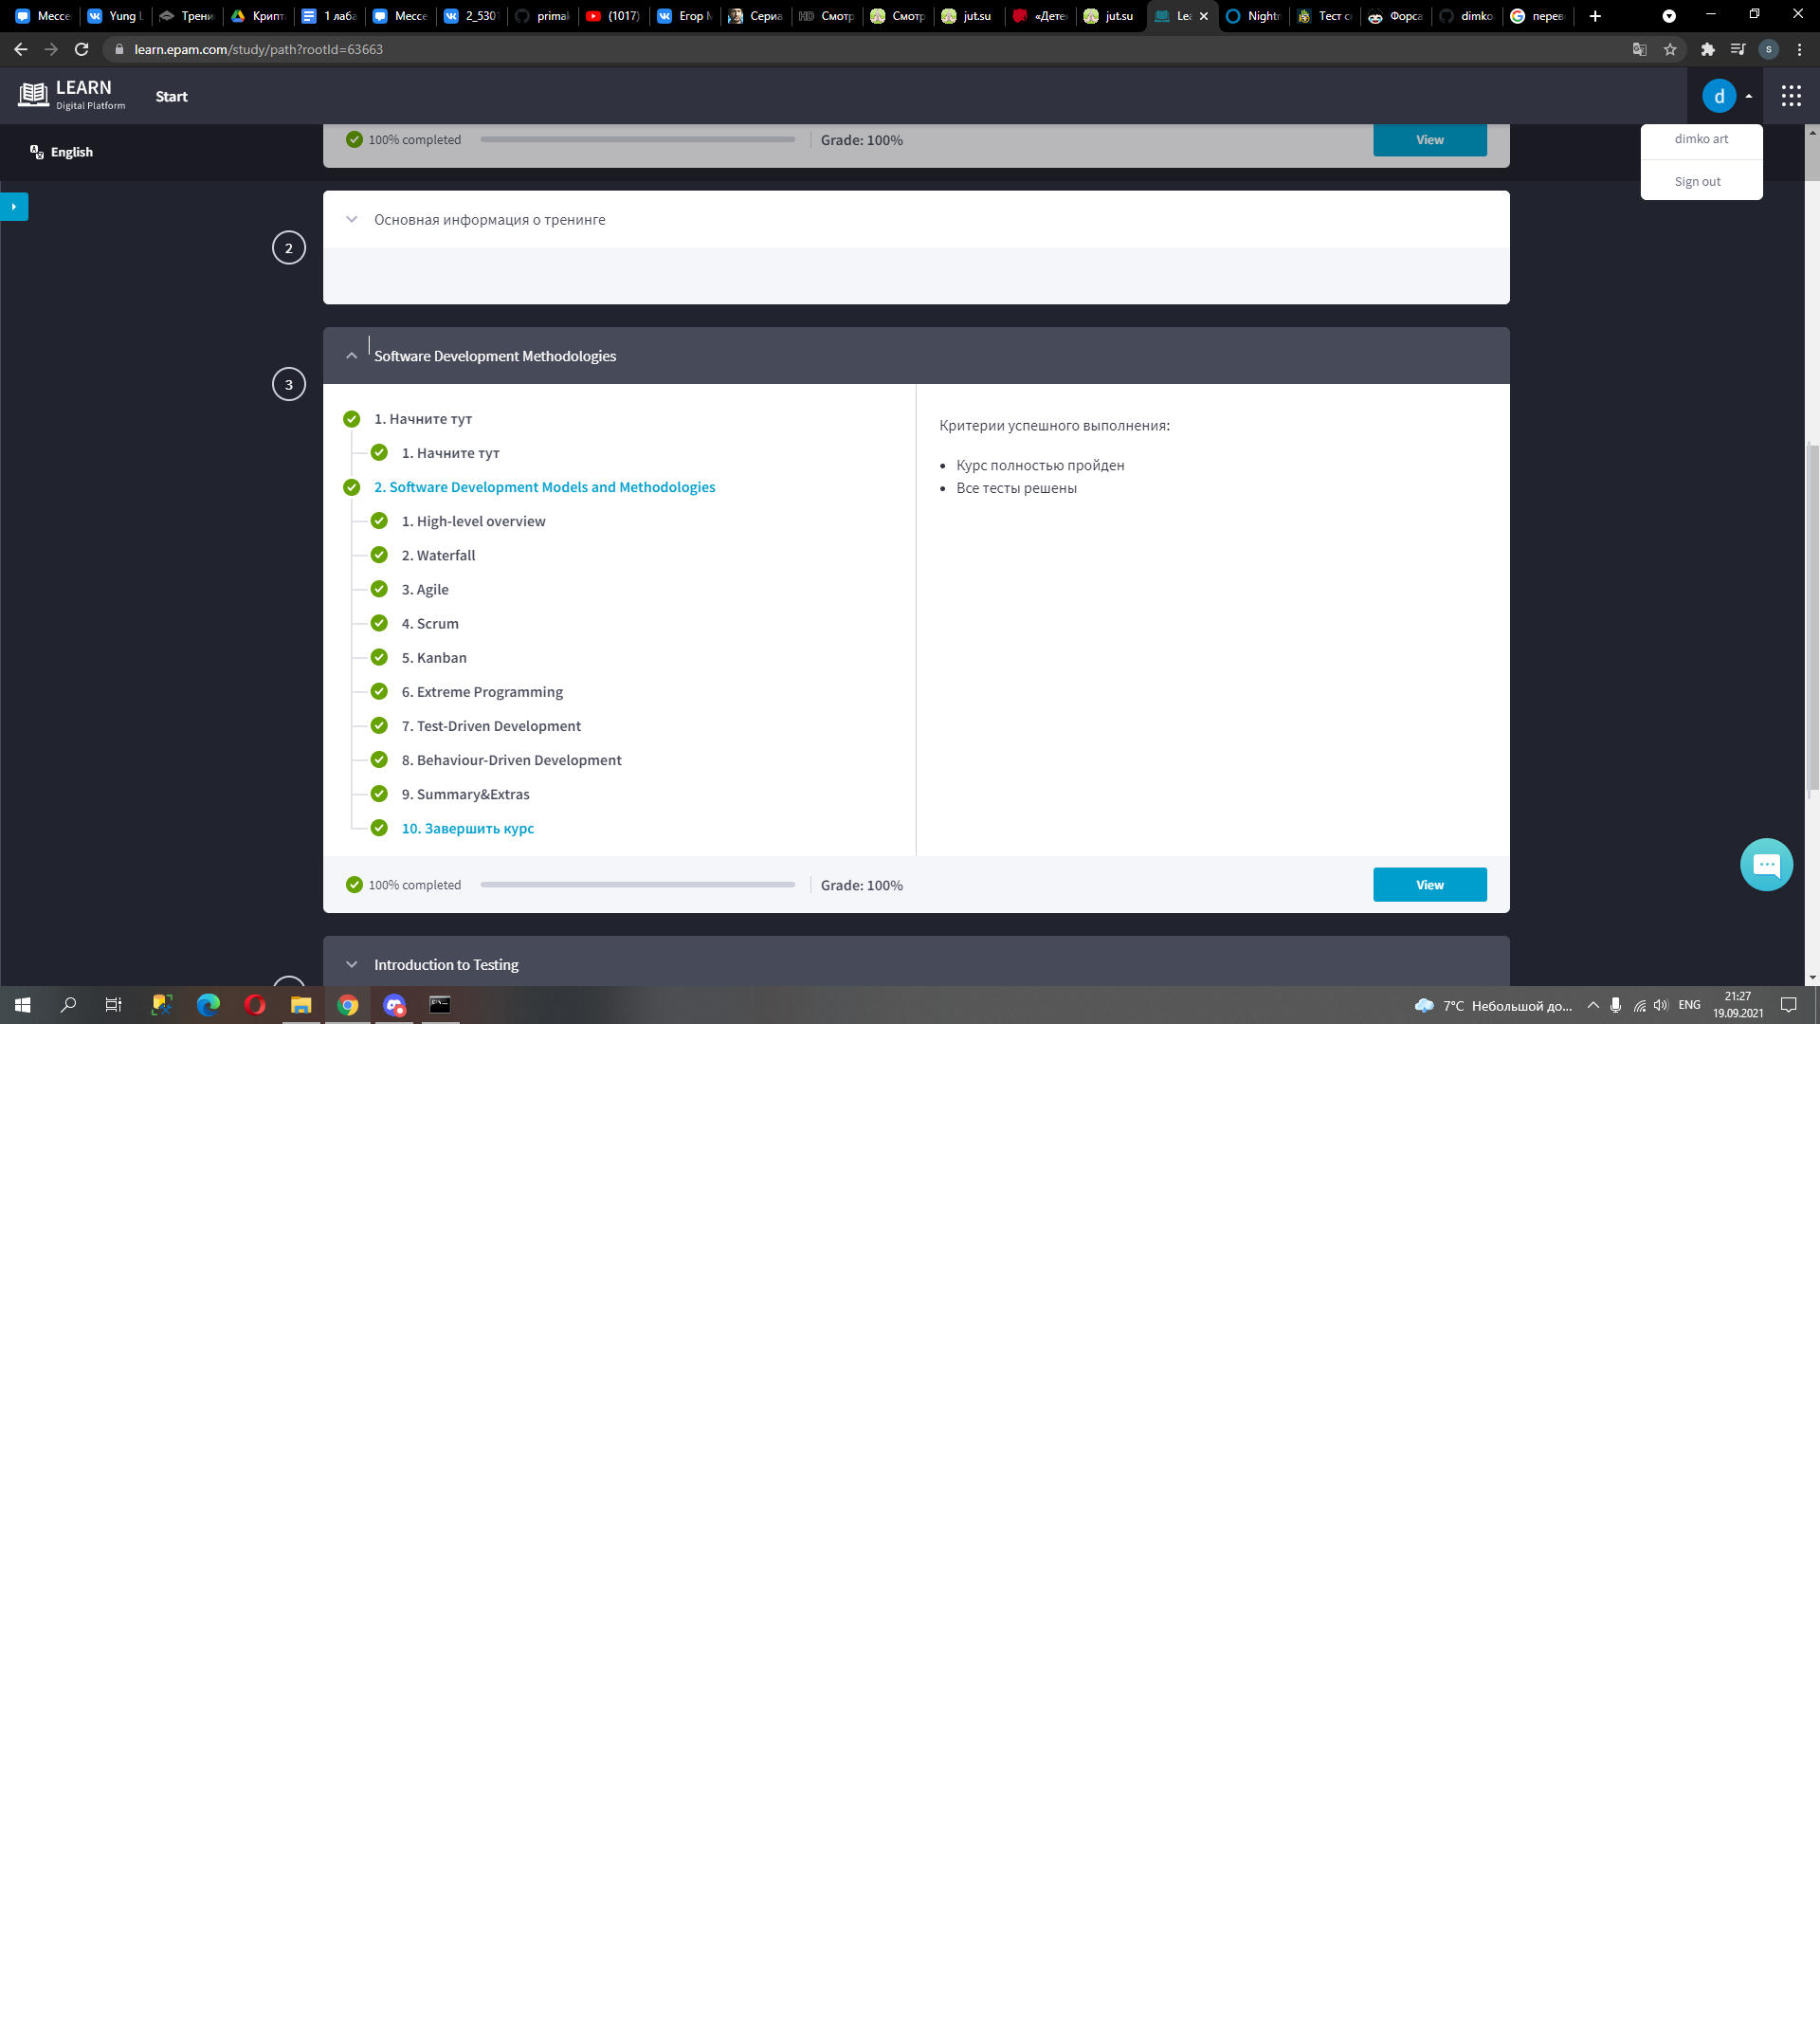 Мессе Yung L Трени Крипт 1 лаба Мессе 2_530 prima (1017) Егор М Сериа Смотр Смотр jut.su «Дете jut.su Lea Nightm Тест с Форса dimko перев
learn.epam.com/study/path?rootId=63663
LEARN
Digital Platform
Start
d
English
100% completed
Grade: 100%
View
dimko art
Sign out
2
Основная информация о тренинге
3
Software Development Methodologies
1. Начните тут
1. Начните тут
2. Software Development Models and Methodologies
1. High-level overview
2. Waterfall
3. Agile
4. Scrum
5. Kanban
6. Extreme Programming
7. Test-Driven Development
8. Behaviour-Driven Development
9. Summary&Extras
10. Завершить курс
Критерии успешного выполнения:
Курс полностью пройден
Все тесты решены
100% completed
Grade: 100%
View
Introduction to Testing
7°C Небольшой до...
ENG
21:27
19.09.2021